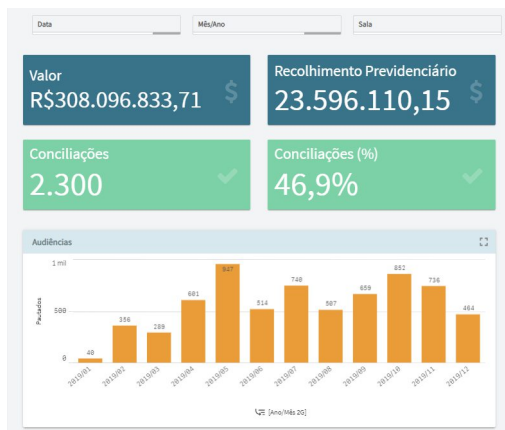 Data
Mês/Ano
Sala
Valor
R$308.096.833,71
Recolhimento Previdenciário
23.596.110,15
Conciliações
2.300
Conciliações (%)
46,9%
Audiências
1 mil
500
0
Pautados
40
356
289
601
947
514
740
507
659
852
736
464
2019/01
2019/02
2019/03
2019/04
2019/05
2019/06
2019/07
2019/08
2019/09
2019/10
2019/11
2019/12
[Ano/Mês 2G]